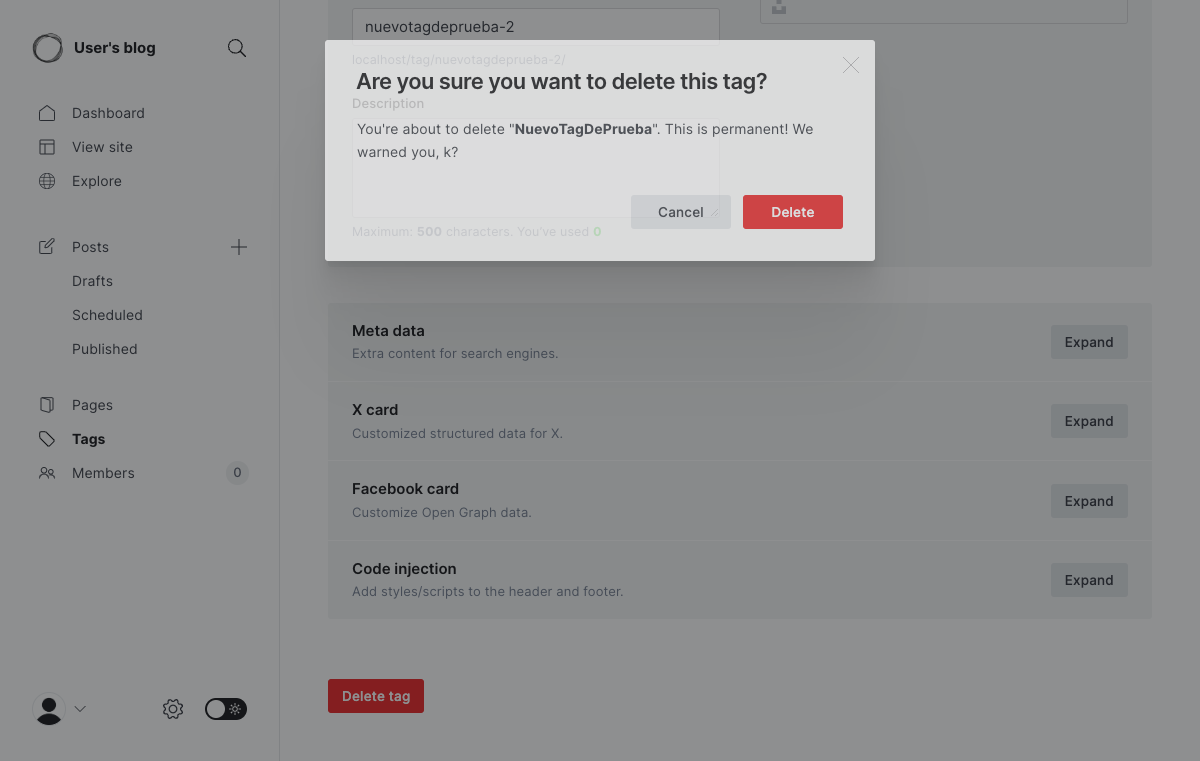 User's blog
Dashboard
View site
Explore
Posts
Drafts
Scheduled
Published
Pages
Tags
Members
0
nuevotagdeprueba-2
localhost/tag/nuevotagdeprueba-2/
Are you sure you want to delete this tag?
Description
You're about to delete "NuevoTagDePrueba". This is permanent! We
warned you, k?
Cancel
Delete
Maximum: 500 characters. You've used 0
Meta data
Extra content for search engines.
Expand
X card
Customized structured data for X.
Expand
Facebook card
Customize Open Graph data.
Expand
Code injection
Add styles/scripts to the header and footer.
Expand
Delete tag